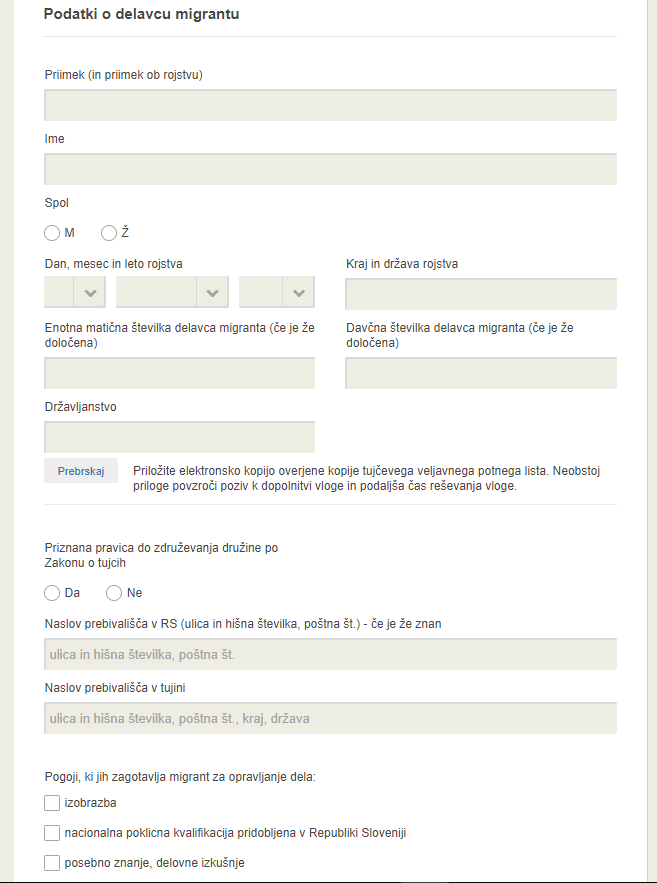 Podatki o delavcu migrantu
Priimek (in priimek ob rojstvu)
Ime
Spol
M Ž
Dan, mesec in leto rojstva
Kraj in država rojstva
Enotna matična številka delavca migranta (če je že
določena)
Davčna številka delavca migranta (če je že
določena)
Državljanstvo
Prebrskaj
Priložite elektronsko kopijo overjene kopije tujčevega veljavnega potnega lista. Neobstoj
priloge povzroči poziv k dopolnitvi vloge in podaljša čas reševanja vloge.
Priznana pravica do združevanja družine po
Zakonu o tujcih
Da Ne
Naslov prebivališča v RS (ulica in hišna številka, poštna št.) - če je že znan
ulica in hišna številka, poštna št.
Naslov prebivališča v tujini
ulica in hišna številka, poštna št., kraj, država
Pogoji, ki jih zagotavlja migrant za opravljanje dela:
izobrazba
nacionalna poklicna kvalifikacija pridobljena v Republiki Sloveniji
posebno znanje, delovne izkušnje